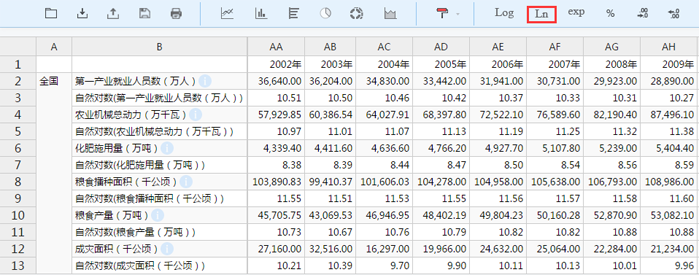 Log Ln exp % .00 .0
A B AA AB AC AD AE AF AG AH
1 2002年 2003年 2004年 2005年 2006年 2007年 2008年 2009年
2 全国 第一产业就业人员数（万人） 36,640.00 36,204.00 34,830.00 33,442.00 31,941.00 30,731.00 29,923.00 28,890.00
3 自然对数(第一产业就业人员数（万人）) 10.51 10.50 10.46 10.42 10.37 10.33 10.31 10.27
4 农业机械总动力（万千瓦） 57,929.85 60,386.54 64,027.91 68,397.80 72,522.10 76,589.60 82,190.40 87,496.10
5 自然对数(农业机械总动力（万千瓦）) 10.97 11.01 11.07 11.13 11.19 11.25 11.32 11.38
6 化肥施用量（万吨） 4,339.40 4,411.60 4,636.60 4,766.20 4,927.70 5,107.80 5,239.00 5,404.40
7 自然对数(化肥施用量（万吨）) 8.38 8.39 8.44 8.47 8.50 8.54 8.56 8.59
8 粮食播种面积（千公顷） 103,890.83 99,410.37 101,606.03 104,278.00 104,958.00 105,638.00 106,793.00 108,986.00
9 自然对数(粮食播种面积（千公顷）) 11.55 11.51 11.53 11.55 11.56 11.57 11.58 11.60
10 粮食产量（万吨） 45,705.75 43,069.53 46,946.95 48,402.19 49,804.23 50,160.28 52,870.90 53,082.10
11 自然对数(粮食产量（万吨）) 10.73 10.67 10.76 10.79 10.82 10.82 10.88 10.88
12 成灾面积（千公顷） 27,160.00 32,516.00 16,297.00 19,966.00 24,632.00 25,064.00 22,284.00 21,234.00
13 自然对数(成灾面积（千公顷）) 10.21 10.39 9.70 9.90 10.11 10.13 10.01 9.96